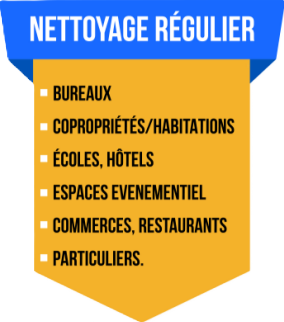 NETTOYAGE RÉGULIER
BUREAUX
COPROPRIÉTÉS/HABITATIONS
ÉCOLES, HÔTELS
ESPACES EVENEMENTIEL
COMMERCES, RESTAURANTS
PARTICULIERS.